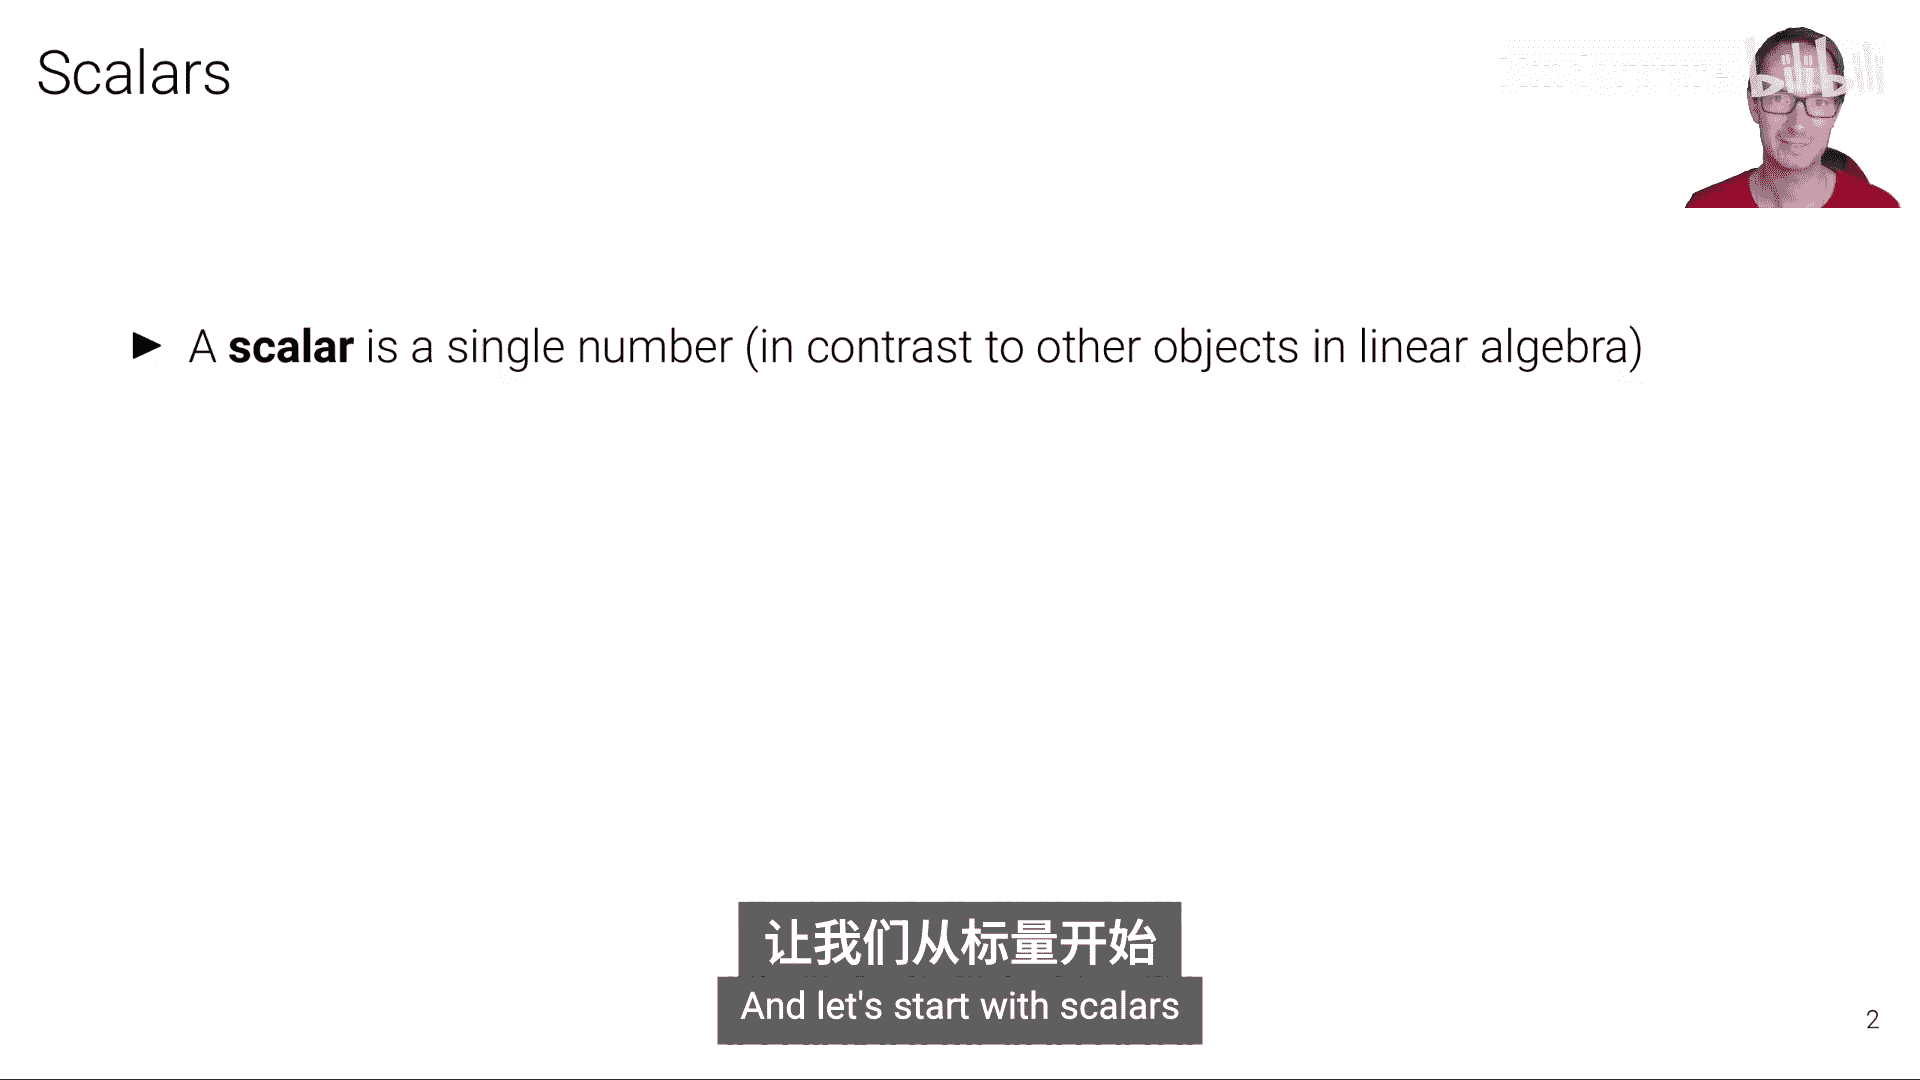 Scalars
bilibili
► A scalar is a single number (in contrast to other objects in linear algebra)
让我们从标量开始
And let's start with scalars
2